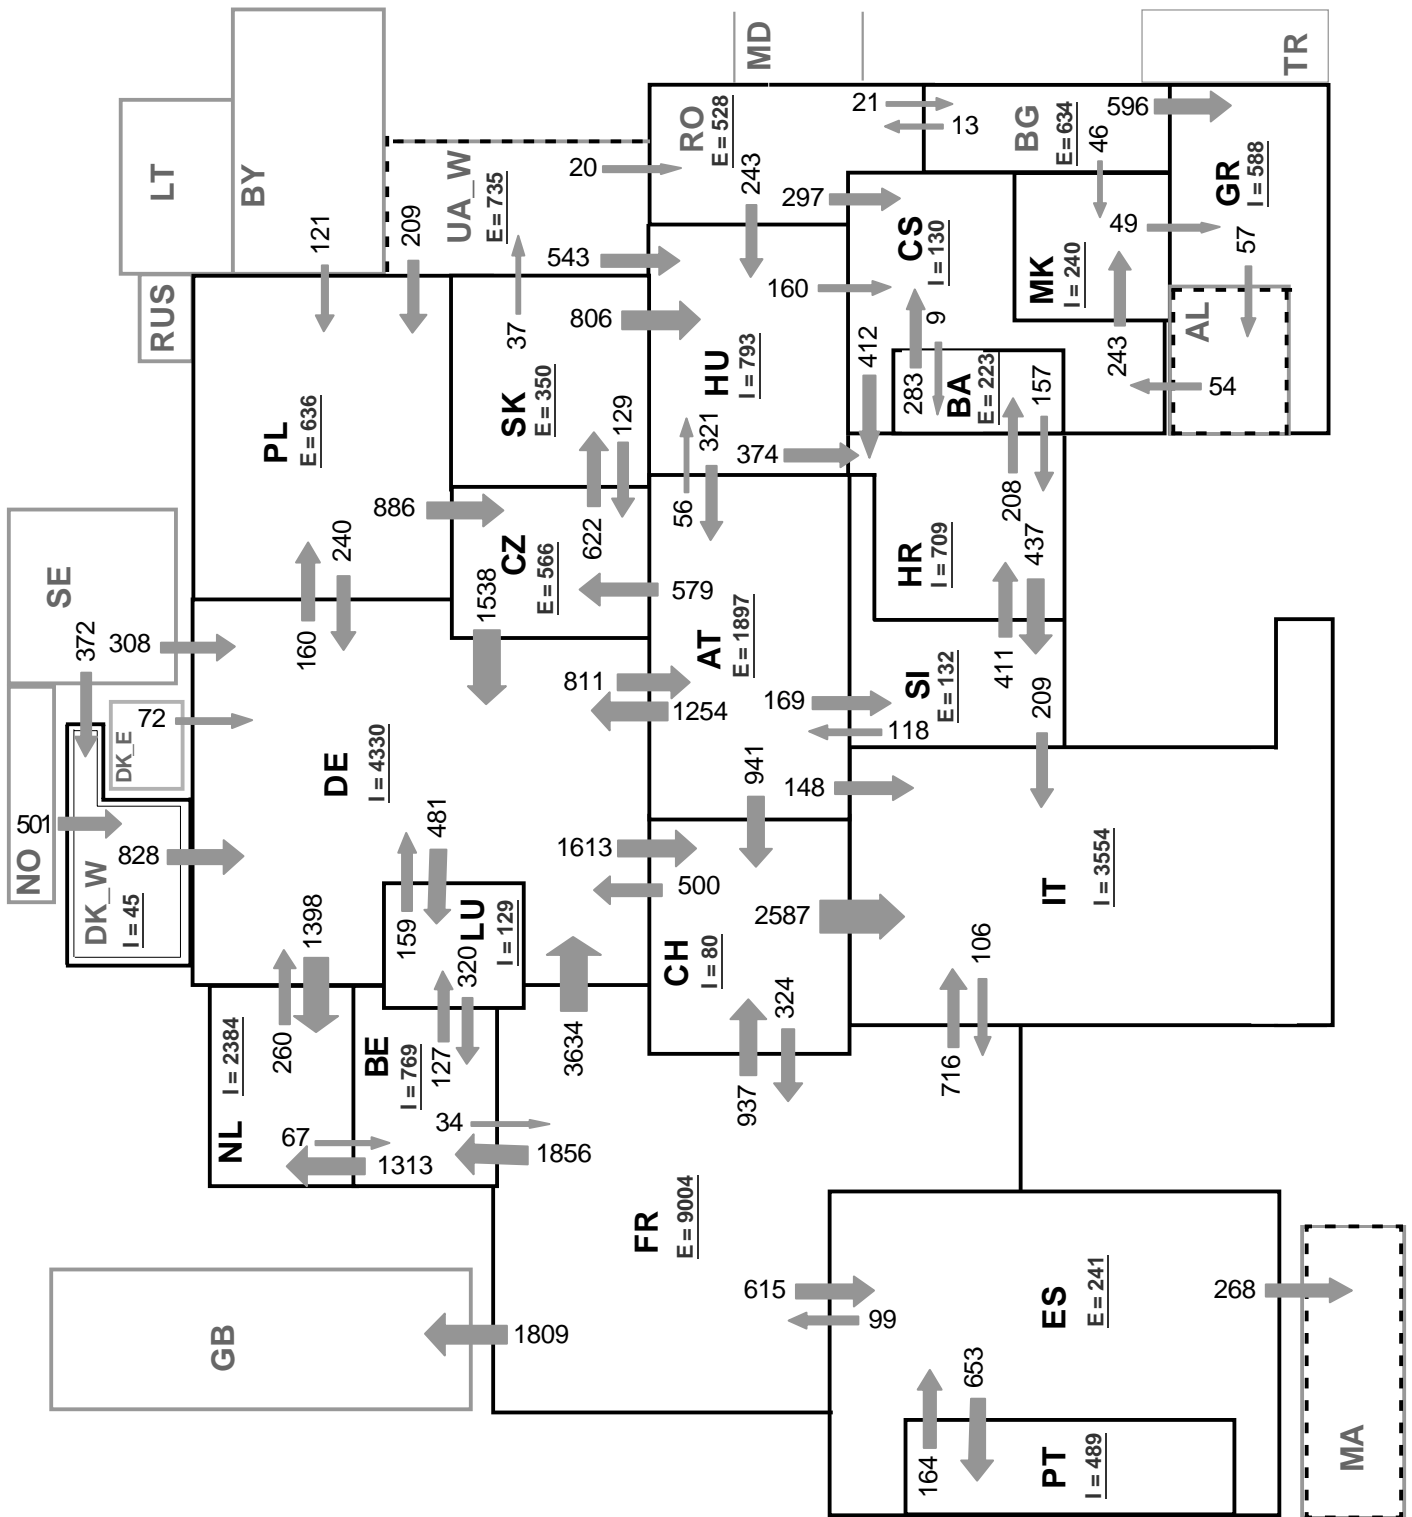 MD
TR
LT
BY
RUS
121
209
UA_W
E = 735
37
20
543
806
RO
E = 528
243
21
13
297
BG
E = 634
596
46
GR
I = 588
57
49
CS
I = 130
160
MK
I = 240
243
AL
54
412
283
9
BA
E = 223
157
PL
E = 636
SK
E = 350
129
HU
I = 793
321
56
374
208
437
886
240
160
CZ
E = 566
622
1538
579
HR
I = 709
411
SE
372
308
72
DK_E
NO
501
828
DK_W
I = 45
DE
I = 4330
811
1254
AT
E = 1897
941
169
118
148
SI
E = 132
209
481
159
LU
I = 129
320
127
1613
500
CH
I = 80
2587
324
937
IT
I = 3554
106
716
1398
260
NL
I = 2384
BE
I = 769
67
1313
34
1856
3634
FR
E = 9004
GB
1809
615
99
ES
E = 241
268
653
164
PT
I = 489
MA